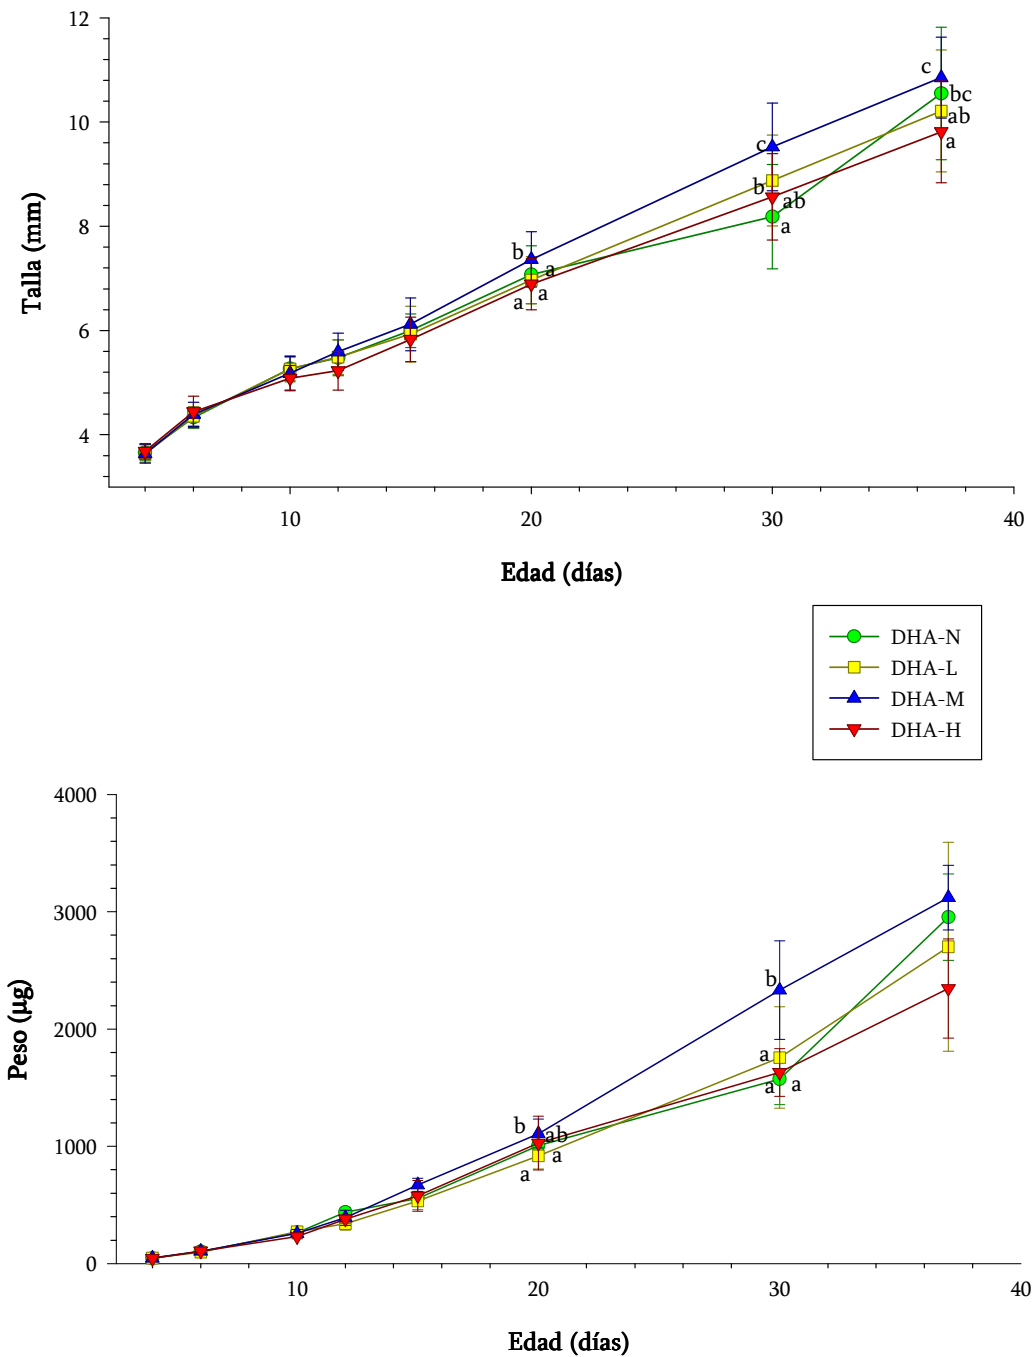 12
10
8
6
4
Talla (mm)
c
bc
ab
a
c
b
ab
a
b
a
a
a
10
20
30
40
Edad (días)
DHA-N
DHA-L
DHA-M
DHA-H
4000
3000
2000
1000
0
Peso (µg)
b
a
a
a
b
ab
a
a
10
20
30
40
Edad (días)